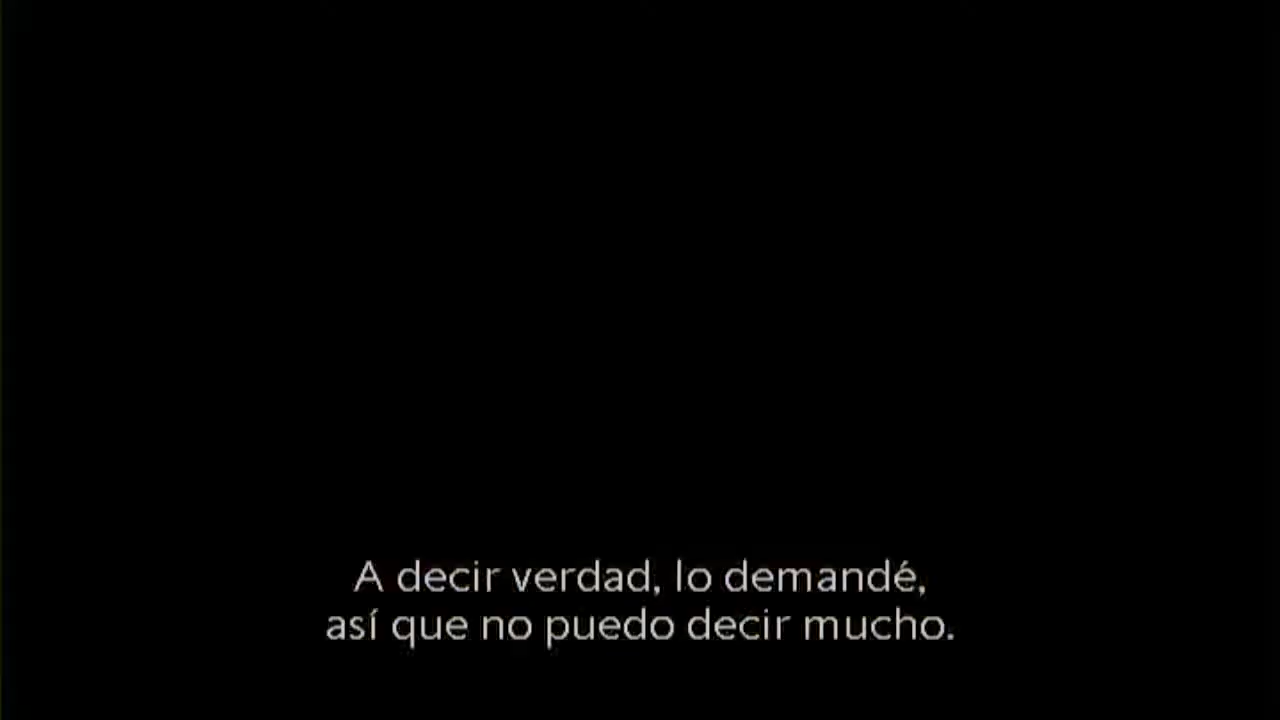 A decir verdad, lo demandé,
así que no puedo decir mucho.